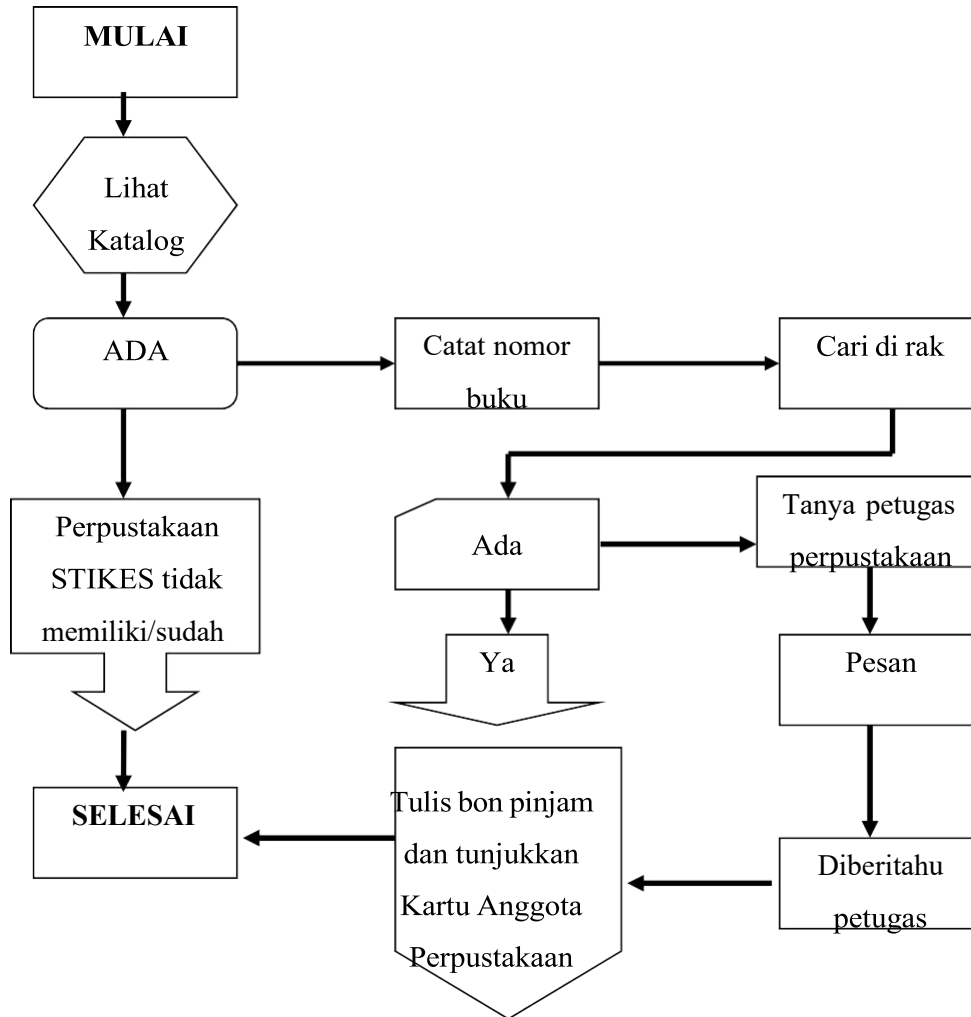 MULAI
Lihat
Katalog
ADA
Catat nomor
buku
Cari di rak
Perpustakaan
STIKES tidak
memiliki/sudah
Ada
Tanya petugas
perpustakaan
Ya
Pesan
SELESAI
Tulis bon pinjam
dan tunjukkan
Kartu Anggota
Perpustakaan
Diberitahu
petugas